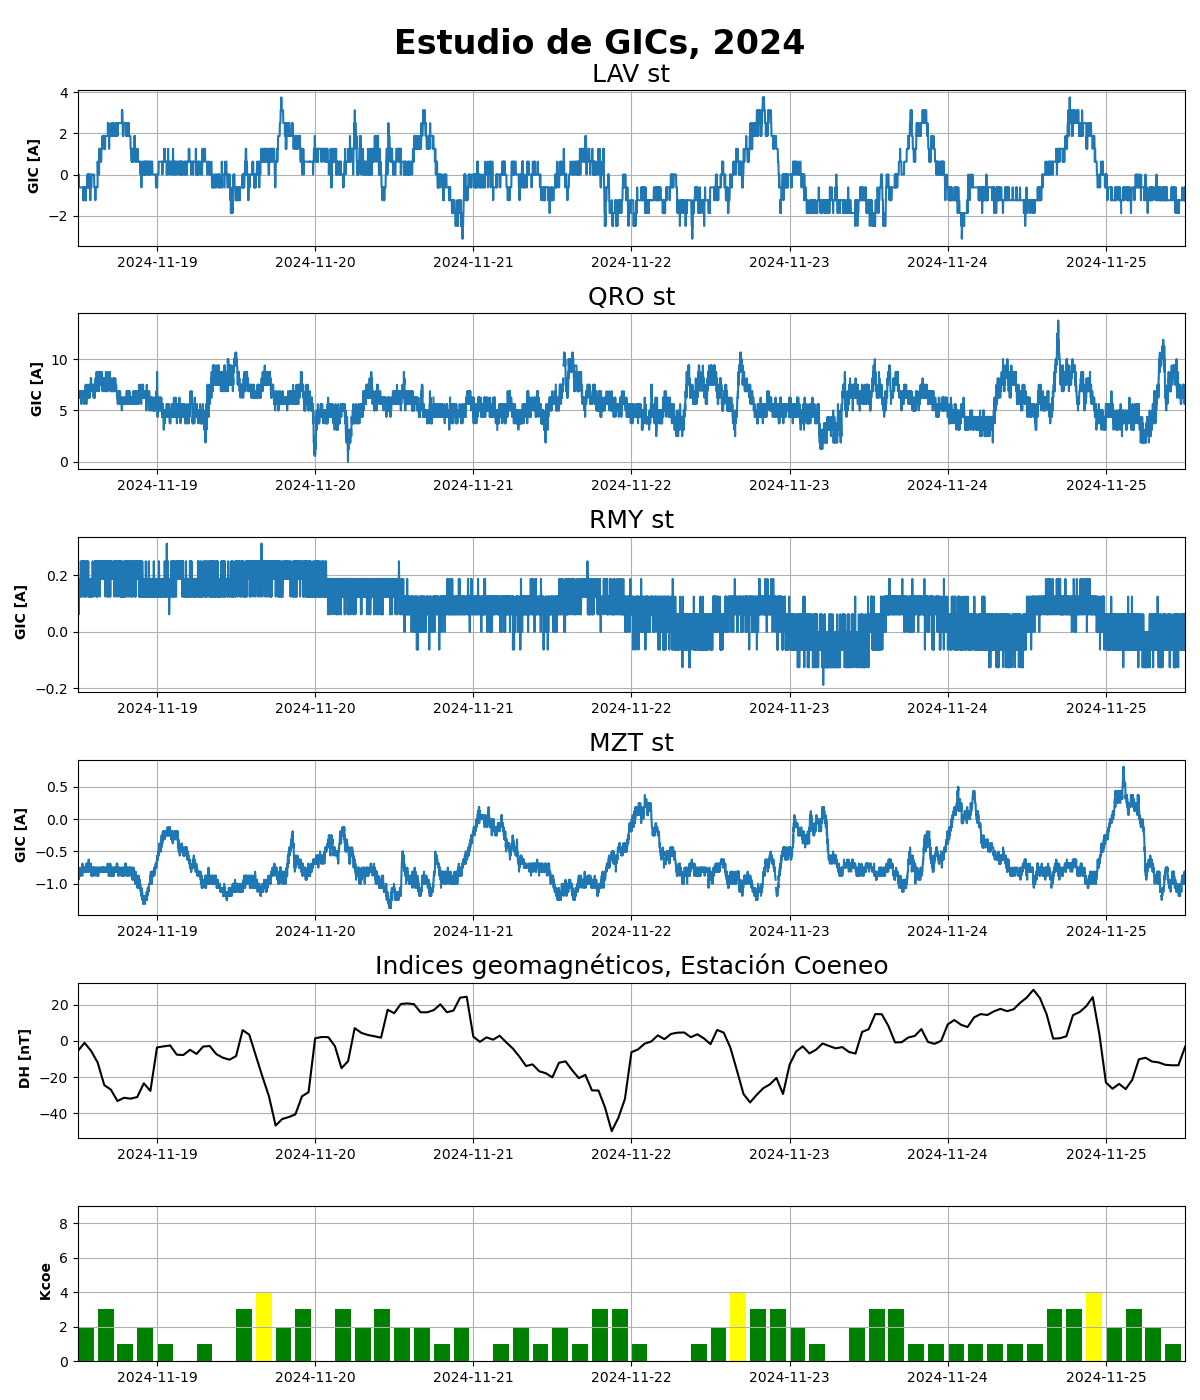 Estudio de GICs, 2024
LAV st
GIC [A]
4
2
0
−2
2024-11-19 2024-11-20 2024-11-21 2024-11-22 2024-11-23 2024-11-24 2024-11-25
QRO st
GIC [A]
10
5
0
2024-11-19 2024-11-20 2024-11-21 2024-11-22 2024-11-23 2024-11-24 2024-11-25
RMY st
GIC [A]
0.2
0.0
−0.2
2024-11-19 2024-11-20 2024-11-21 2024-11-22 2024-11-23 2024-11-24 2024-11-25
MZT st
GIC [A]
0.5
0.0
−0.5
−1.0
2024-11-19 2024-11-20 2024-11-21 2024-11-22 2024-11-23 2024-11-24 2024-11-25
Indices geomagnéticos, Estación Coeneo
DH [nT]
20
0
−20
−40
2024-11-19 2024-11-20 2024-11-21 2024-11-22 2024-11-23 2024-11-24 2024-11-25
Kcoe
8
6
4
2
0
2024-11-19 2024-11-20 2024-11-21 2024-11-22 2024-11-23 2024-11-24 2024-11-25